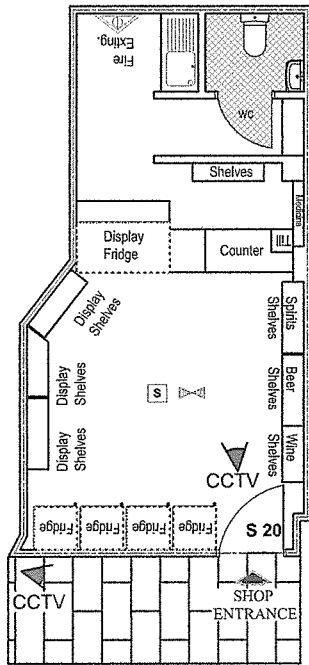 Fire
Exting.
WC
Shelves
Medicine
Till
Display
Fridge
Counter
Display
Shelves
Spirits
Shelves
Display
Shelves
Beer
Shelves
S
Display
Shelves
Wine
Shelves
CCTV
Fridge
Fridge
Fridge
Fridge
S 20
CCTV
SHOP
ENTRANCE